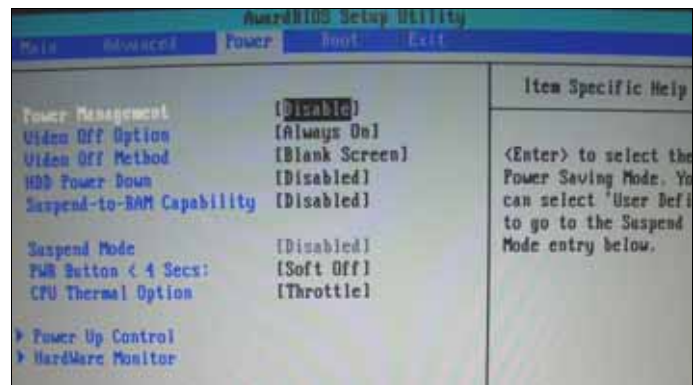 AwardBIOS Setup Utility
Main Advanced Power Boot Exit
Power Management [Disable]
Video Off Option [Always On]
Video Off Method [Blank Screen]
HDD Power Down [Disabled]
Suspend-to-RAM Capability [Disabled]
Suspend Mode [Disabled]
PWR Button < 4 Secs: [Soft Off]
CPU Thermal Option [Throttle]
Power Up Control
HardWare Monitor
Item Specific Help
<Enter> to select the
Power Saving Mode. Yo
can select 'User Defi
to go to the Suspend
Mode entry below.